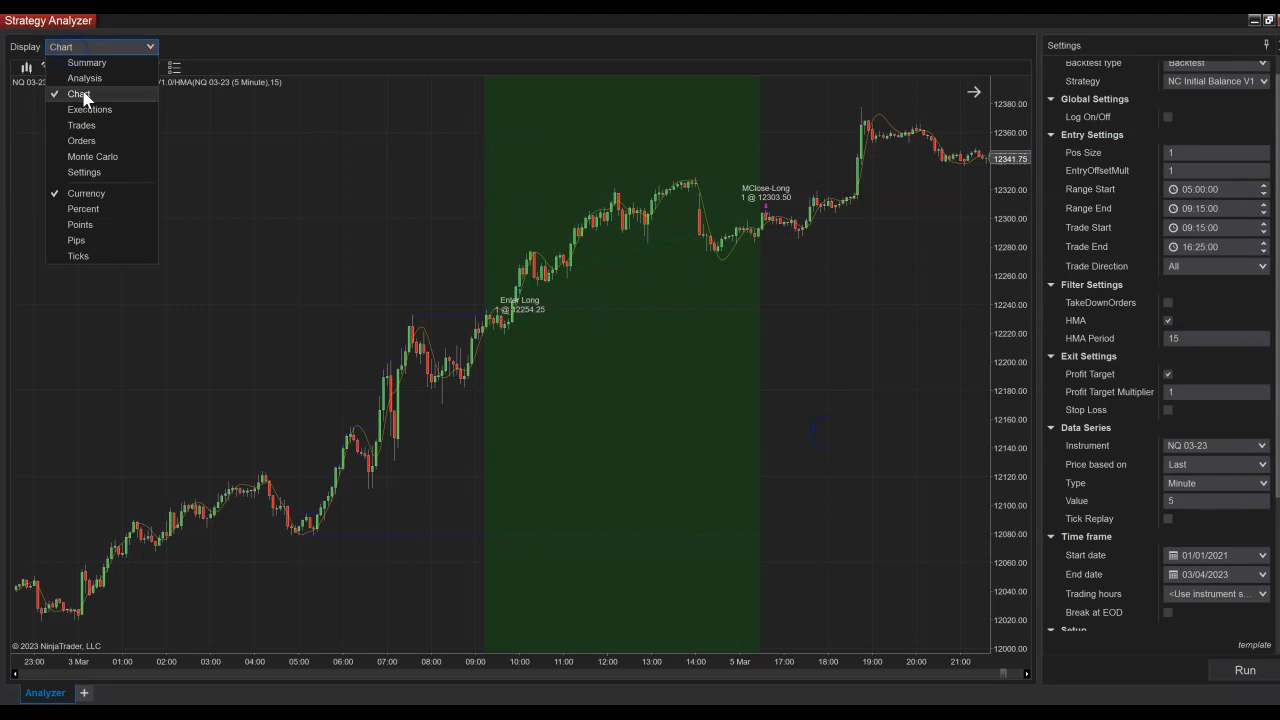 Strategy Analyzer
Display Chart
Summary
Analysis
Chart
Executions
Trades
Orders
Monte Carlo
Settings
Currency
Percent
Points
Pips
Ticks
NQ 03-23
V1.0/HMA(NQ 03-23 (5 Minute),15)
MClose-Long
1 @ 12303.50
Enter Long
1 @ 12254.25
12380.00
12360.00
12341.75
12320.00
12300.00
12280.00
12260.00
12240.00
12220.00
12200.00
12180.00
12160.00
12140.00
12120.00
12100.00
12080.00
12060.00
12040.00
12020.00
12000.00
© 2023 NinjaTrader, LLC
23:00 3 Mar 01:00 02:00 03:00 04:00 05:00 06:00 07:00 08:00 09:00 10:00 11:00 12:00 13:00 14:00 5 Mar 17:00 18:00 19:00 20:00 21:00
Analyzer
Settings
Backtest type Backtest
Strategy NC Initial Balance V1
Global Settings
Log On/Off
Entry Settings
Pos Size 1
EntryOffsetMult 1
Range Start 05:00:00
Range End 09:15:00
Trade Start 09:15:00
Trade End 16:25:00
Trade Direction All
Filter Settings
TakeDownOrders
HMA
HMA Period 15
Exit Settings
Profit Target
Profit Target Multiplier 1
Stop Loss
Data Series
Instrument NQ 03-23
Price based on Last
Type Minute
Value 5
Tick Replay
Time frame
Start date 01/01/2021
End date 03/04/2023
Trading hours <Use instrument s...
Break at EOD
Setup
template
Run